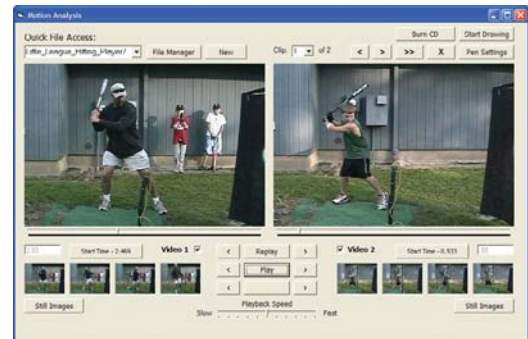 Motion Analysis
Burn CD
Start Drawing
Quick File Access:
Little_League_Hitting_Player/
File Manager
New
Clip: 1 of 2
<
>
>>
X
Pen Settings
Start Time - 2.469
Video 1
<
Replay
>
Video 2
Start Time - 0.533
<
Play
>
<
>
Still Images
Playback Speed
Slow
Fast
Still Images